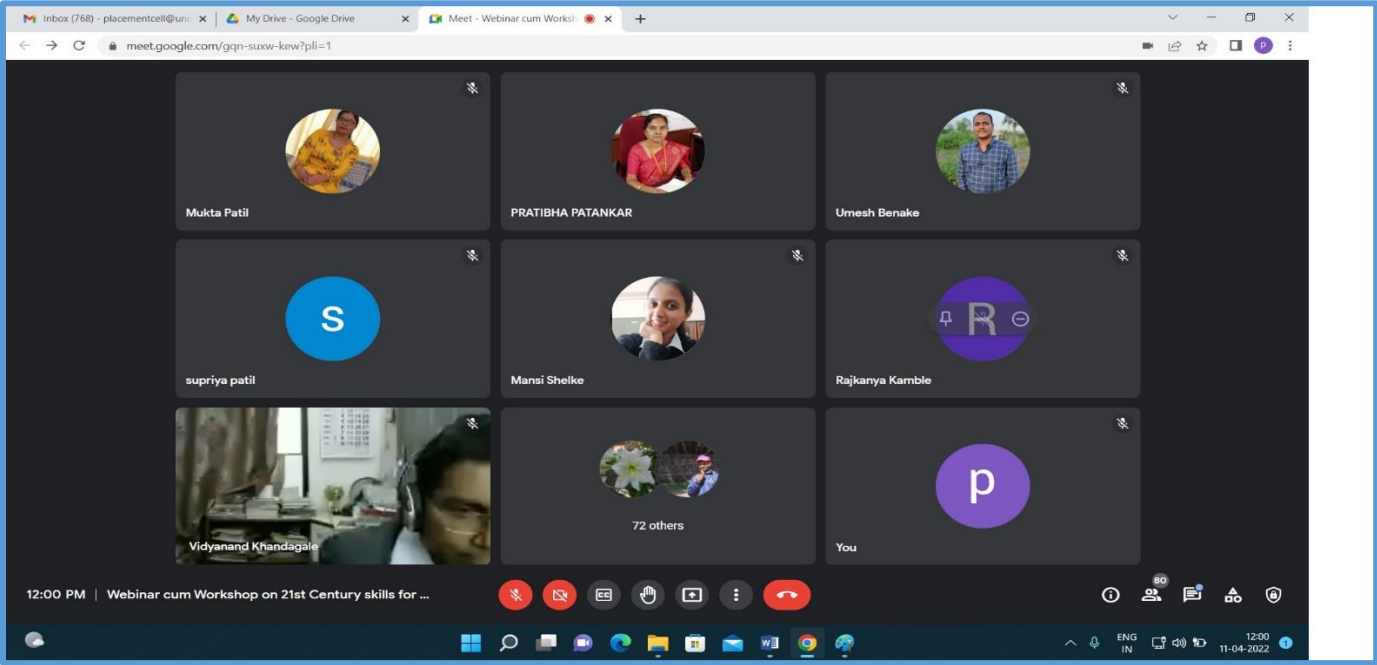 Inbox (768) - placementcell@uni
My Drive - Google Drive
Meet - Webinar cum Worksh
meet.google.com/gqn-suxw-kew?pli=1
P
Mukta Patil
PRATIBHA PATANKAR
Umesh Benake
S
R
supriya patil
Mansi Shelke
Rajkanya Kamble
p
72 others
Vidyanand Khandagale
You
12:00 PM | Webinar cum Workshop on 21st Century skills for ...
CC
80
ENG
IN
12:00
11-04-2022
1